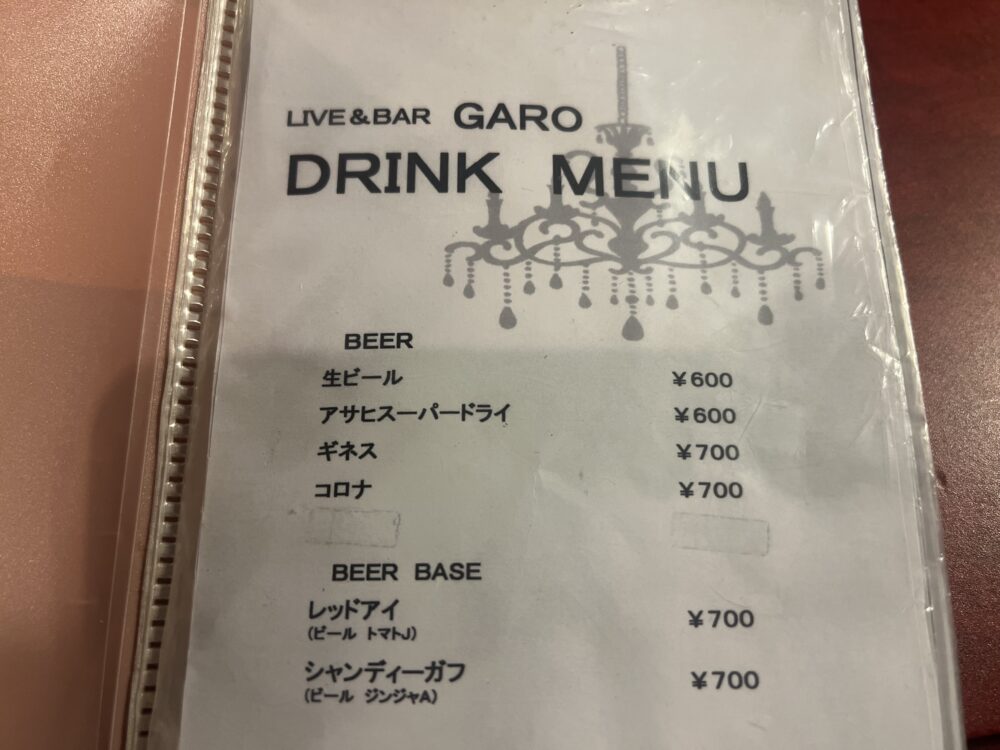 LIVE&BAR GARO
DRINK MENU
BEER
生ビール ¥600
アサヒスーパードライ ¥600
ギネス ¥700
コロナ ¥700
BEER BASE
レッドアイ ¥700
(ビール トマトJ)
シャンディーガフ ¥700
(ビール ジンジャA)